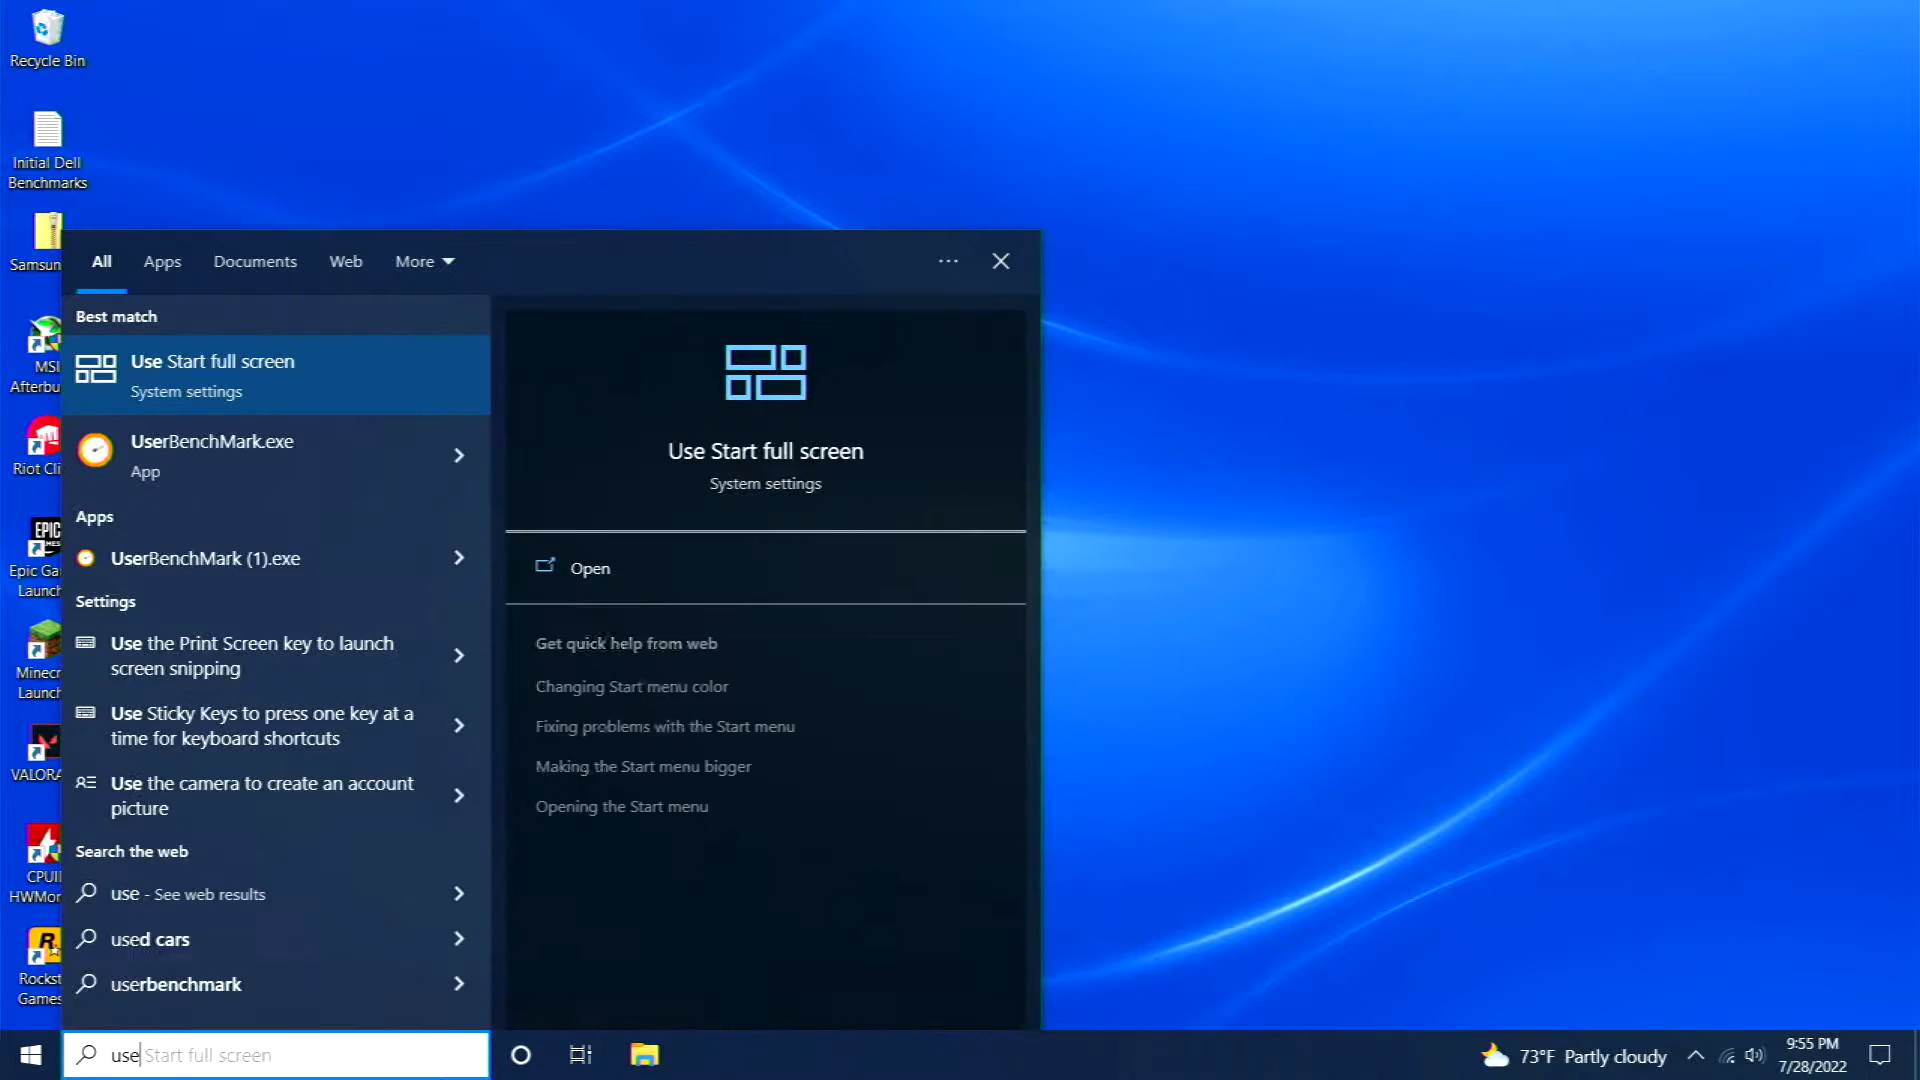 Recycle Bin
Initial Dell
Benchmarks
Samsun
MSI
Afterbu
Riot Cli
EPIC
Epic Ga
Launch
Minecr
Launch
VALORA
CPUI
HWMor
R
Rockst
Games
All Apps Documents Web More
Best match
Use Start full screen
System settings
UserBenchMark.exe
App
Apps
UserBenchMark (1).exe
Settings
Use the Print Screen key to launch
screen snipping
Use Sticky Keys to press one key at a
time for keyboard shortcuts
Use the camera to create an account
picture
Search the web
use - See web results
used cars
userbenchmark
Use Start full screen
System settings
Open
Get quick help from web
Changing Start menu color
Fixing problems with the Start menu
Making the Start menu bigger
Opening the Start menu
use Start full screen
73°F Partly cloudy
9:55 PM
7/28/2022